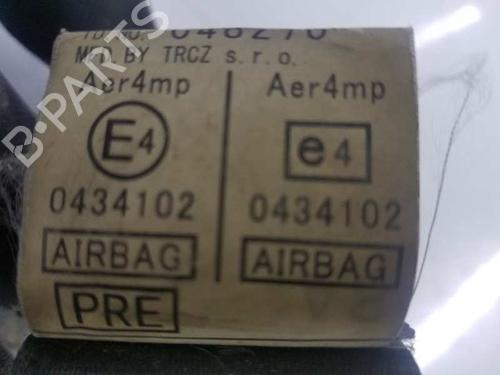 MFD. BY TRCZ s.r.o.
Aer4mp
E4
0434102
AIRBAG
PRE
Aer4mp
e4
0434102
AIRBAG
B-PARTS